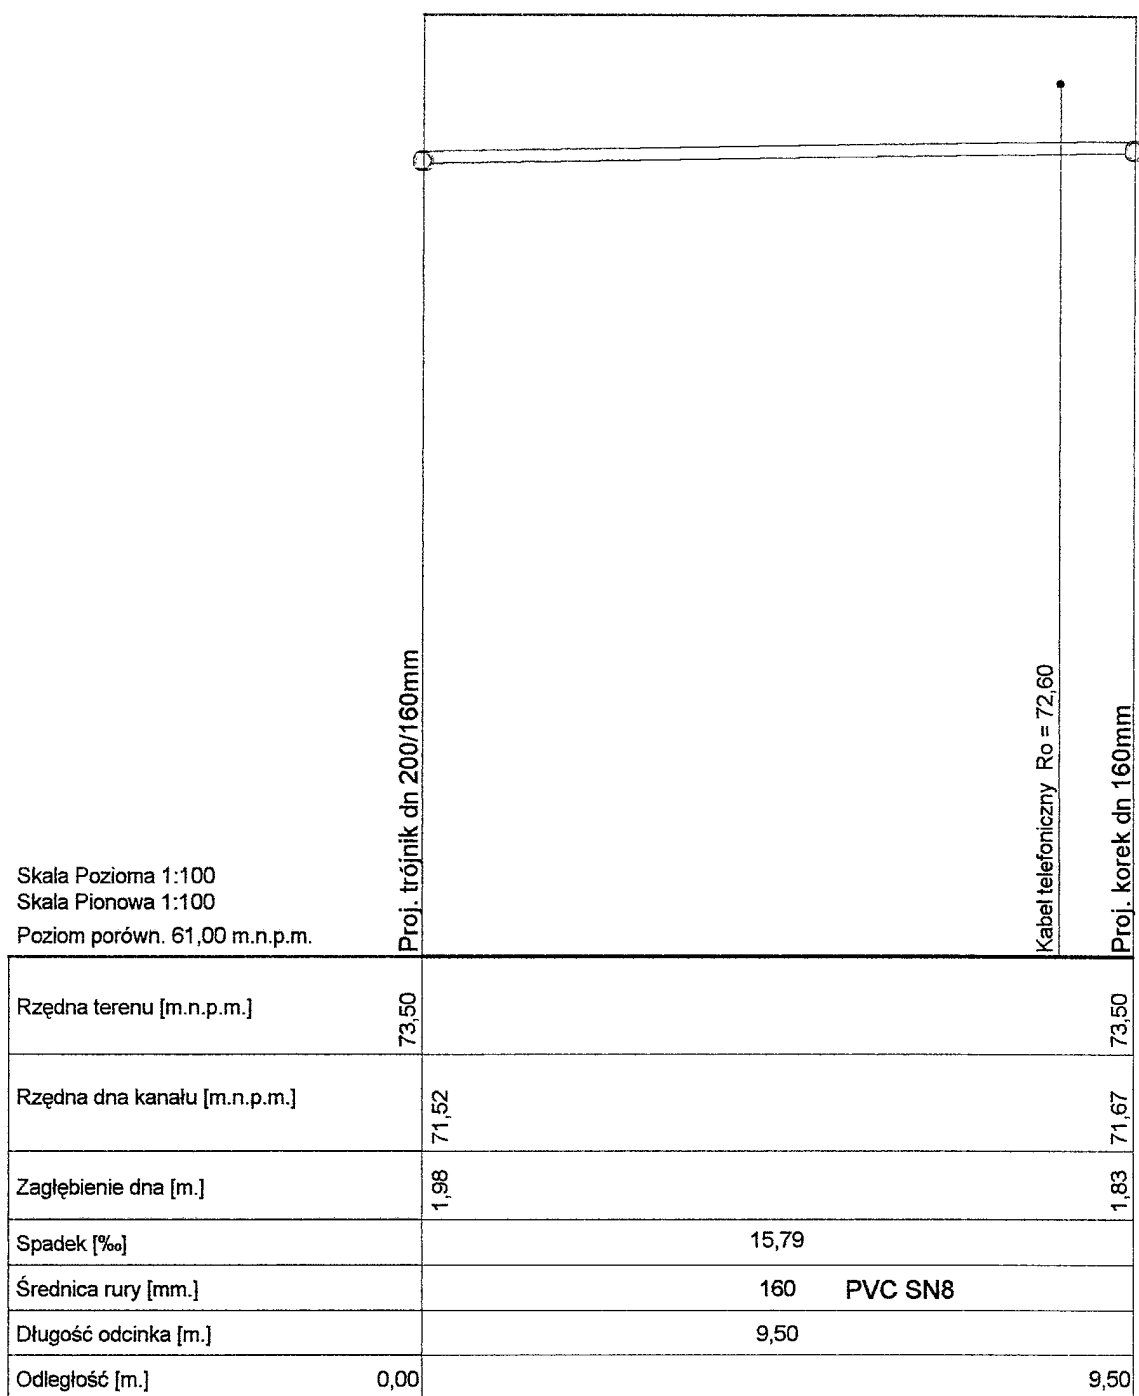 Proj. trójnik dn 200/160mm
Kabel telefoniczny Ro = 72,60
Proj. korek dn 160mm
Skala Pozioma 1:100
Skala Pionowa 1:100
Poziom porówn. 61,00 m.n.p.m.
Rzędna terenu [m.n.p.m.] 73,50 73,50
Rzędna dna kanału [m.n.p.m.] 71,52 71,67
Zagłębienie dna [m.] 1,98 1,83
Spadek [‰] 15,79
Średnica rury [mm.] 160 PVC SN8
Długość odcinka [m.] 9,50
Odległość [m.] 0,00 9,50